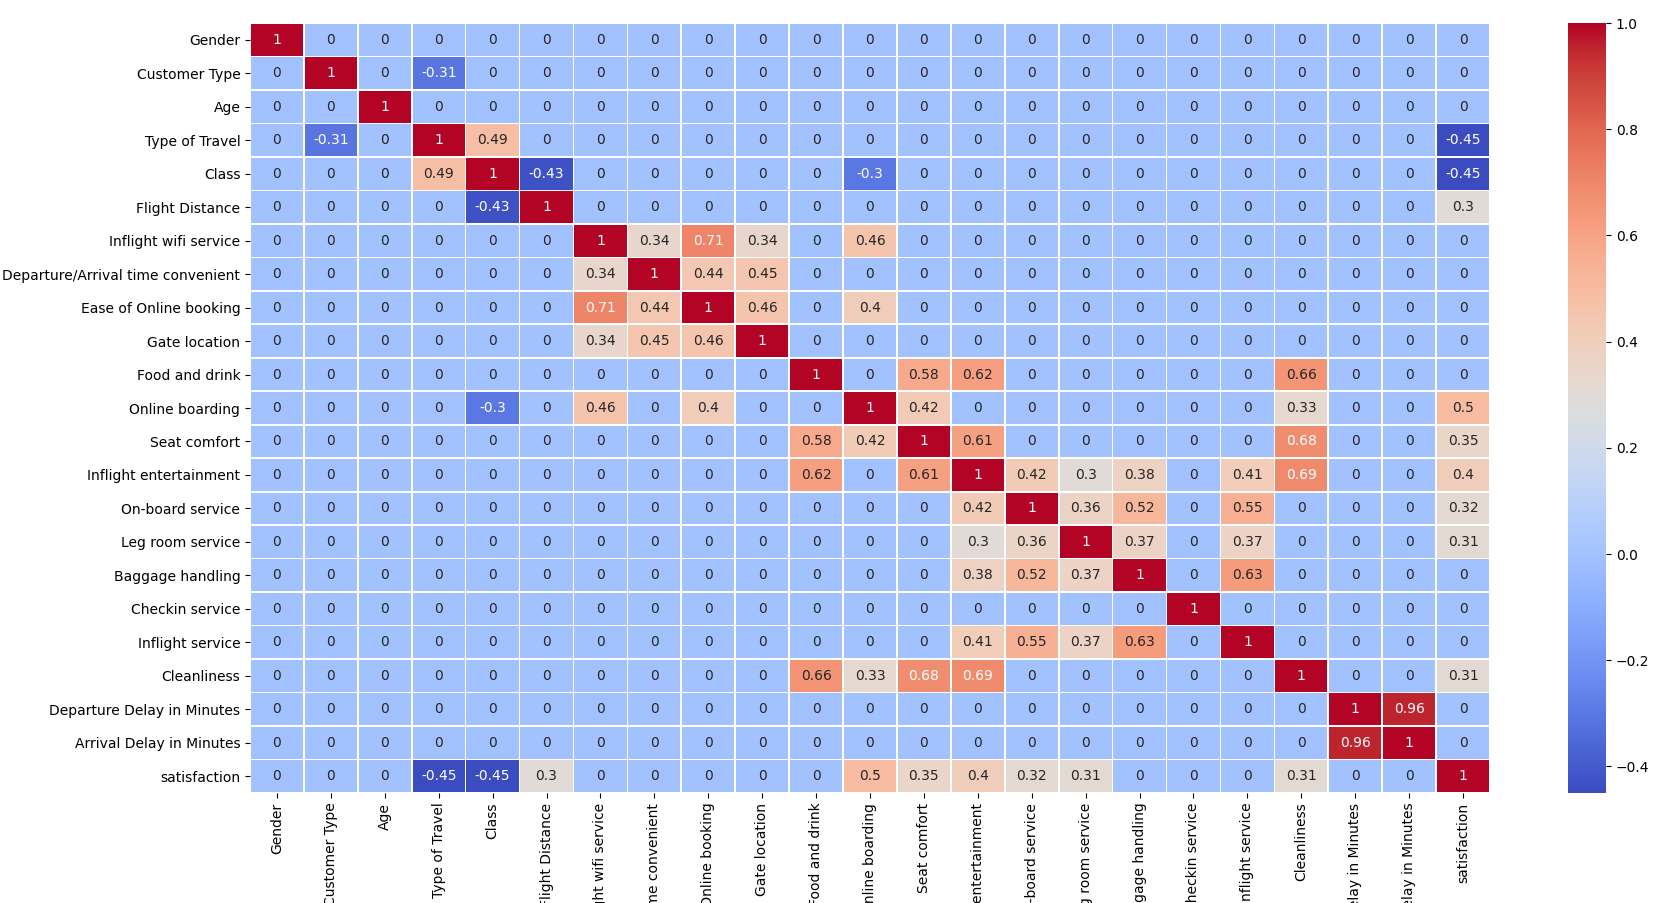 Gender 1 0 0 0 0 0 0 0 0 0 0 0 0 0 0 0 0 0 0 0 0 0 0 1.0
Customer Type 0 1 0 -0.31 0 0 0 0 0 0 0 0 0 0 0 0 0 0 0 0 0 0 0
Age 0 0 1 0 0 0 0 0 0 0 0 0 0 0 0 0 0 0 0 0 0 0 0
Type of Travel 0 -0.31 0 1 0.49 0 0 0 0 0 0 0 0 0 0 0 0 0 0 0 0 0 -0.45 0.8
Class 0 0 0 0.49 1 -0.43 0 0 0 0 0 -0.3 0 0 0 0 0 0 0 0 0 0 -0.45
Flight Distance 0 0 0 0 -0.43 1 0 0 0 0 0 0 0 0 0 0 0 0 0 0 0 0 0.3
Inflight wifi service 0 0 0 0 0 0 1 0.34 0.71 0.34 0 0.46 0 0 0 0 0 0 0 0 0 0 0 0.6
Departure/Arrival time convenient 0 0 0 0 0 0 0.34 1 0.44 0.45 0 0 0 0 0 0 0 0 0 0 0 0 0
Ease of Online booking 0 0 0 0 0 0 0.71 0.44 1 0.46 0 0.4 0 0 0 0 0 0 0 0 0 0 0
Gate location 0 0 0 0 0 0 0.34 0.45 0.46 1 0 0 0 0 0 0 0 0 0 0 0 0 0 0.4
Food and drink 0 0 0 0 0 0 0 0 0 0 1 0 0.58 0.62 0 0 0 0 0 0.66 0 0 0
Online boarding 0 0 0 0 -0.3 0 0.46 0 0.4 0 0 1 0.42 0 0 0 0 0 0 0.33 0 0 0.5
Seat comfort 0 0 0 0 0 0 0 0 0 0 0.58 0.42 1 0.61 0 0 0 0 0 0.68 0 0 0.35 0.2
Inflight entertainment 0 0 0 0 0 0 0 0 0 0 0.62 0 0.61 1 0.42 0.3 0.38 0 0.41 0.69 0 0 0.4
On-board service 0 0 0 0 0 0 0 0 0 0 0 0 0 0.42 1 0.36 0.52 0 0.55 0 0 0 0.32
Leg room service 0 0 0 0 0 0 0 0 0 0 0 0 0 0.3 0.36 1 0.37 0 0.37 0 0 0 0.31 0.0
Baggage handling 0 0 0 0 0 0 0 0 0 0 0 0 0 0.38 0.52 0.37 1 0 0.63 0 0 0 0
Checkin service 0 0 0 0 0 0 0 0 0 0 0 0 0 0 0 0 0 1 0 0 0 0 0
Inflight service 0 0 0 0 0 0 0 0 0 0 0 0 0 0.41 0.55 0.37 0.63 0 1 0 0 0 0
Cleanliness 0 0 0 0 0 0 0 0 0 0 0.66 0.33 0.68 0.69 0 0 0 0 0 1 0 0 0.31 −0.2
Departure Delay in Minutes 0 0 0 0 0 0 0 0 0 0 0 0 0 0 0 0 0 0 0 0 1 0.96 0
Arrival Delay in Minutes 0 0 0 0 0 0 0 0 0 0 0 0 0 0 0 0 0 0 0 0 0.96 1 0
satisfaction 0 0 0 -0.45 -0.45 0.3 0 0 0 0 0 0.5 0.35 0.4 0.32 0.31 0 0 0 0.31 0 0 1 −0.4
Gender
Customer Type
Age
Type of Travel
Class
Flight Distance
wifi service
convenient
Online booking
Gate location
Food and drink
boarding
Seat comfort
entertainment
service
room service
handling
service
service
Cleanliness
in Minutes
in Minutes
satisfaction